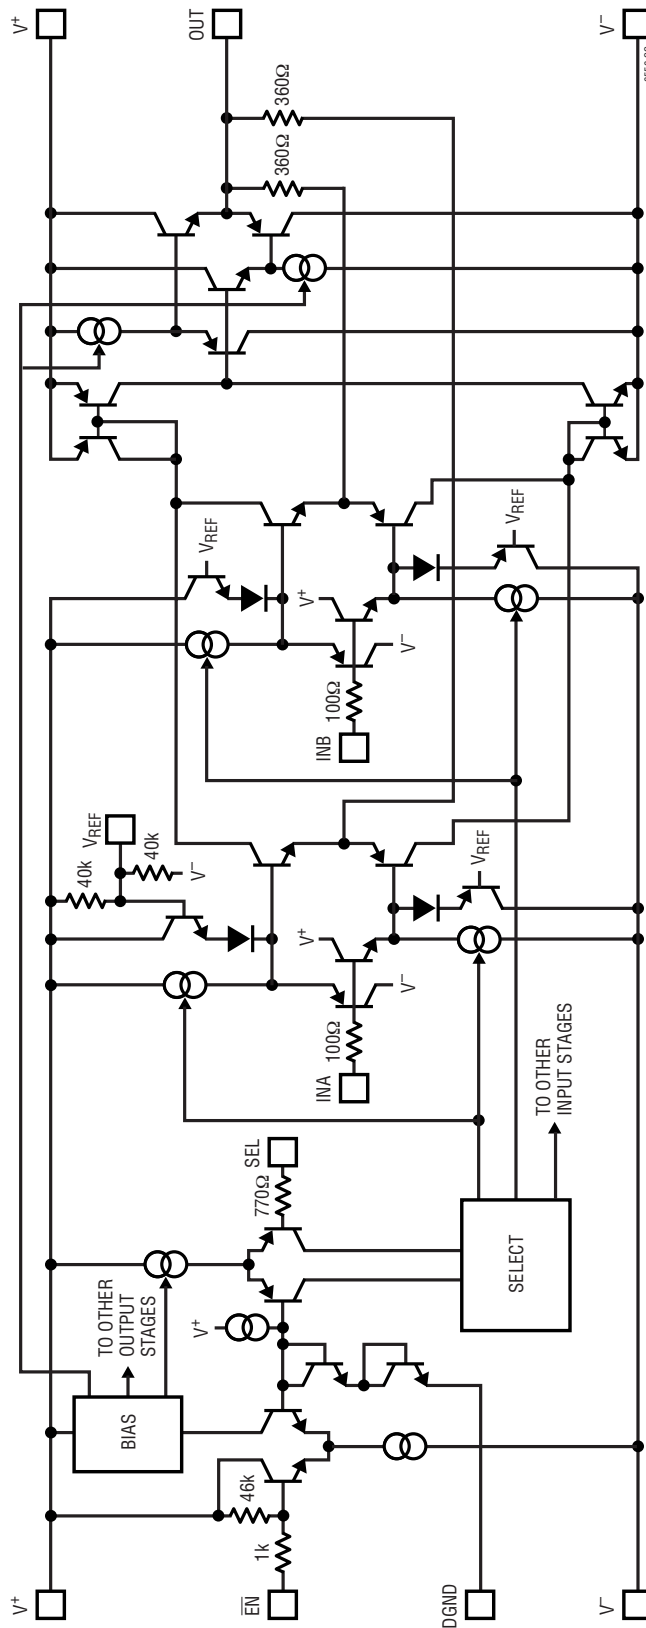 V+
OUT
V−
360Ω
360Ω
VREF
VREF
V+
V−
100Ω
INB
VREF
40k
40k
V−
VREF
V+
V−
100Ω
INA
TO OTHER
INPUT STAGES
SEL
770Ω
SELECT
TO OTHER
OUTPUT
STAGES
V+
BIAS
46k
1k
V+
EN
DGND
V−